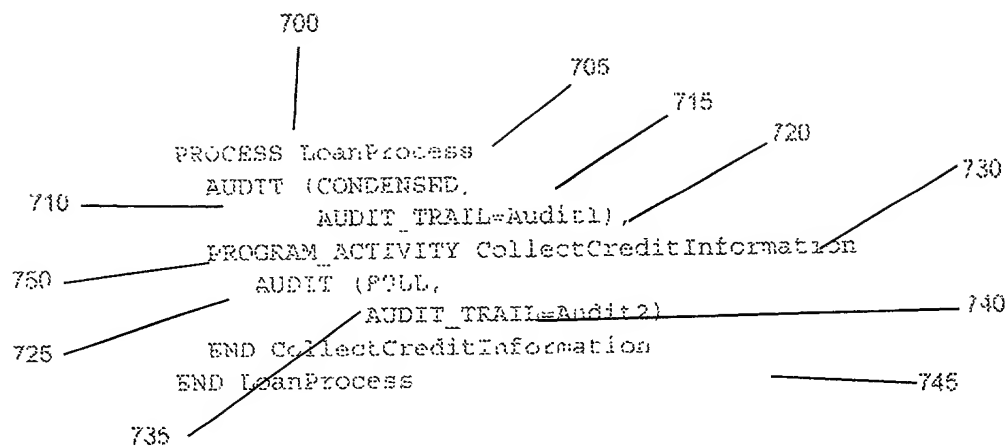 700
705
715
720
730
PROCESS LoanProcess
AUDIT (CONDENSED,
710
AUDIT_TRAIL=Audit1),
PROGRAM_ACTIVITY CollectCreditInformation
750
AUDIT (FULL,
AUDIT_TRAIL=Audit2)
740
725
END CollectCreditInformation
END LoanProcess
745
735